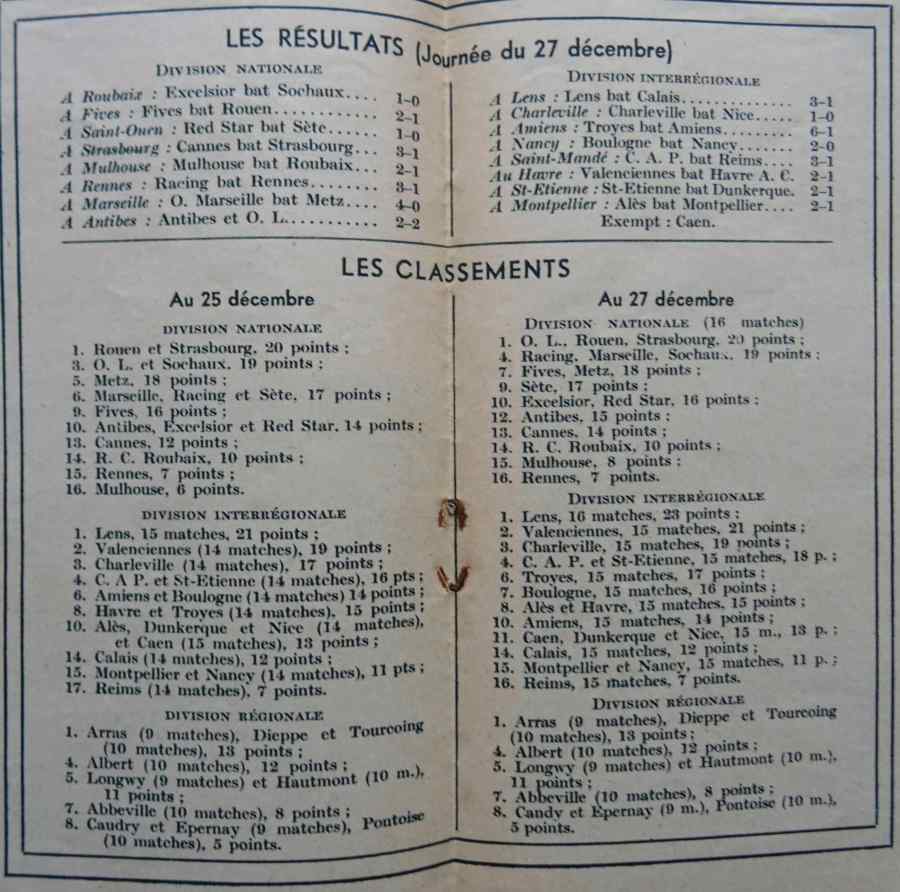 LES RÉSULTATS (Journée du 27 décembre)
DIVISION NATIONALE
A Roubaix : Excelsior bat Sochaux.... 1-0
A Fives : Fives bat Rouen............ 2-1
A Saint-Ouen : Red Star bat Sète...... 1-0
A Strasbourg : Cannes bat Strasbourg... 3-1
A Mulhouse : Mulhouse bat Roubaix... 2-1
A Rennes : Racing bat Rennes........ 3-1
A Marseille : O. Marseille bat Metz.... 4-0
A Antibes : Antibes et O. L........... 2-2
DIVISION INTERRÉGIONALE
A Lens : Lens bat Calais.............. 3-1
A Charleville : Charleville bat Nice..... 1-0
A Amiens : Troyes bat Amiens......... 6-1
A Nancy : Boulogne bat Nancy....... 2-0
A Saint-Mandé : C. A. P. bat Reims.... 3-1
Au Havre : Valenciennes bat Havre A. C. 2-1
A St-Etienne : St-Etienne bat Dunkerque. 2-1
A Montpellier : Alès bat Montpellier.... 2-1
Exempt : Caen.
LES CLASSEMENTS
Au 25 décembre
DIVISION NATIONALE
1. Rouen et Strasbourg, 20 points ;
3. O. L. et Sochaux, 19 points ;
5. Metz, 18 points ;
6. Marseille, Racing et Sète, 17 points ;
9. Fives, 16 points ;
10. Antibes, Excelsior et Red Star, 14 points ;
13. Cannes, 12 points ;
14. R. C. Roubaix, 10 points ;
15. Rennes, 7 points ;
16. Mulhouse, 6 points.
DIVISION INTERRÉGIONALE
1. Lens, 15 matches, 21 points ;
2. Valenciennes (14 matches), 19 points ;
3. Charleville (14 matches), 17 points ;
4. C. A P. et St-Etienne (14 matches), 16 pts ;
6. Amiens et Boulogne (14 matches) 14 points ;
8. Havre et Troyes (14 matches), 15 points ;
10. Alès, Dunkerque et Nice (14 matches),
et Caen (15 matches), 13 points ;
14. Calais (14 matches), 12 points ;
15. Montpellier et Nancy (14 matches), 11 pts ;
17. Reims (14 matches), 7 points.
DIVISION RÉGIONALE
1. Arras (9 matches), Dieppe et Tourcoing
(10 matches), 13 points ;
4. Albert (10 matches), 12 points ;
5. Longwy (9 matches) et Hautmont (10 m.),
11 points ;
7. Abbeville (10 matches), 8 points ;
8. Caudry et Epernay (9 matches), Pontoise
(10 matches), 5 points.
Au 27 décembre
DIVISION NATIONALE (16 matches)
1. O. L., Rouen, Strasbourg, 20 points ;
4. Racing, Marseille, Sochaux, 19 points ;
7. Fives, Metz, 18 points ;
9. Sète, 17 points ;
10. Excelsior, Red Star, 16 points ;
12. Antibes, 15 points ;
13. Cannes, 14 points ;
14. R. C. Roubaix, 10 points ;
15. Mulhouse, 8 points ;
16. Rennes, 7 points.
DIVISION INTERRÉGIONALE
1. Lens, 16 matches, 23 points ;
2. Valenciennes, 15 matches, 21 points ;
3. Charleville, 15 matches, 19 points ;
4. C. A. P. et St-Etienne, 15 matches, 18 p. ;
6. Troyes, 15 matches, 17 points ;
7. Boulogne, 15 matches, 16 points ;
8. Alès et Havre, 15 matches, 15 points ;
10. Amiens, 15 matches, 14 points ;
11. Caen, Dunkerque et Nice, 15 m., 13 p. ;
14. Calais, 15 matches, 12 points ;
15. Montpellier et Nancy, 15 matches, 11 p. ;
16. Reims, 15 matches, 7 points.
DIVISION RÉGIONALE
1. Arras (9 matches), Dieppe et Tourcoing
(10 matches), 13 points ;
4. Albert (10 matches), 12 points ;
5. Longwy (9 matches) et Hautmont (10 m.),
11 points ;
7. Abbeville (10 matches), 8 points ;
8. Candy et Epernay (9 m.), Pontoise (10 m.),
5 points.